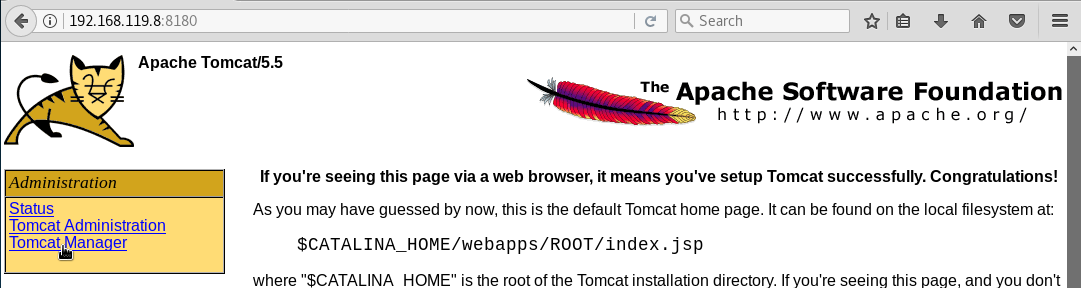 192.168.119.8:8180
Search
Apache Tomcat/5.5
The Apache Software Foundation
http://www.apache.org/
Administration
Status
Tomcat Administration
Tomcat Manager
If you're seeing this page via a web browser, it means you've setup Tomcat successfully. Congratulations!
As you may have guessed by now, this is the default Tomcat home page. It can be found on the local filesystem at:
$CATALINA_HOME/webapps/ROOT/index.jsp
where "$CATALINA_HOME" is the root of the Tomcat installation directory. If you're seeing this page, and you don't